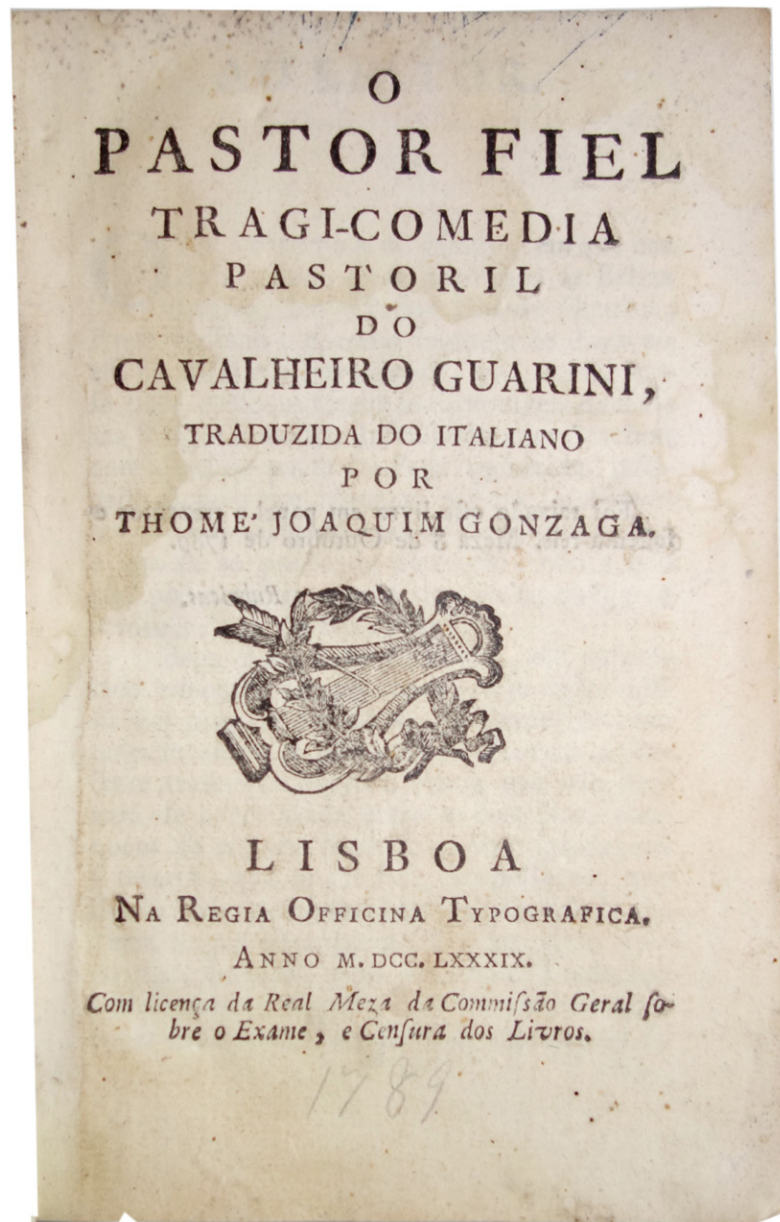 O
PASTOR FIEL
TRAGI-COMEDIA
PASTORIL
DO
CAVALHEIRO GUARINI,
TRADUZIDA DO ITALIANO
POR
THOME' JOAQUIM GONZAGA.
LISBOA
NA REGIA OFFICINA TYPOGRAFICA.
ANNO M. DCC. LXXXIX.
Com licença da Real Meza da Commiſsão Geral ſo-
bre o Exame, e Cenſura dos Livros.
1789